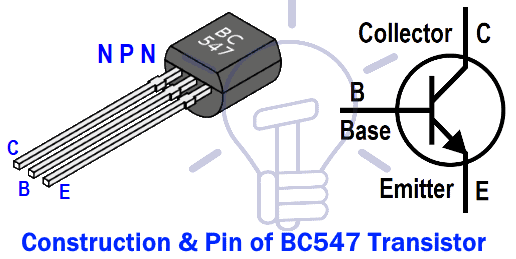 N P N
BC
547
C
B
E
Collector C
B
Base
Emitter E
Construction & Pin of BC547 Transistor